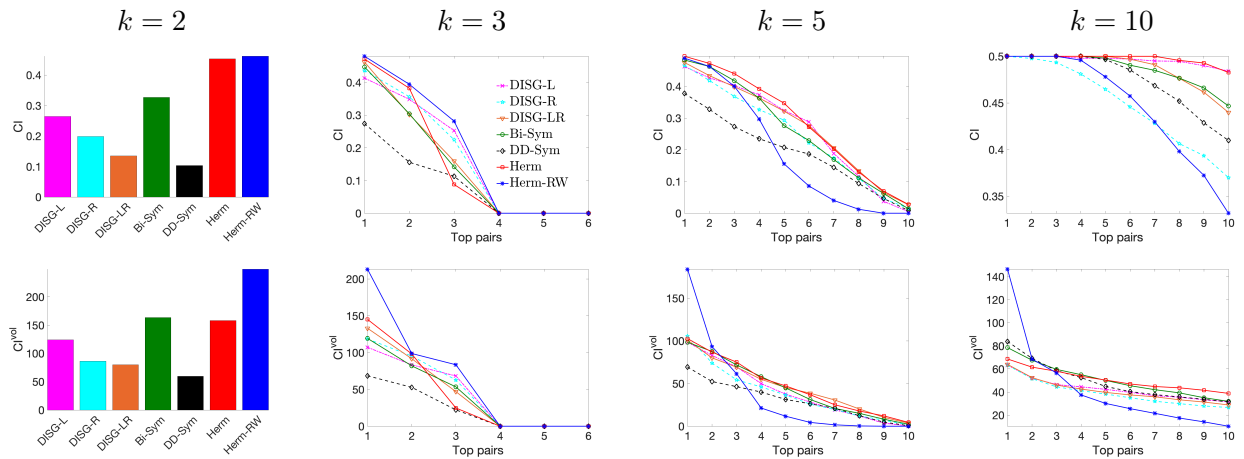 k = 2
k = 3
k = 5
k = 10
CI
0.4
0.3
0.2
0.1
0
DISG-L
DISG-R
DISG-LR
Bi-Sym
DD-Sym
Herm
Herm-RW
CI
0.4
0.3
0.2
0.1
0
1 2 3 4 5 6
Top pairs
DISG-L
DISG-R
DISG-LR
Bi-Sym
DD-Sym
Herm
Herm-RW
CI
0.4
0.3
0.2
0.1
0
1 2 3 4 5 6 7 8 9 10
Top pairs
CI
0.5
0.45
0.4
0.35
1 2 3 4 5 6 7 8 9 10
Top pairs
CI^vol
200
150
100
50
0
DISG-L
DISG-R
DISG-LR
Bi-Sym
DD-Sym
Herm
Herm-RW
CI^vol
200
150
100
50
0
1 2 3 4 5 6
Top pairs
CI^vol
150
100
50
0
1 2 3 4 5 6 7 8 9 10
Top pairs
CI^vol
140
120
100
80
60
40
20
1 2 3 4 5 6 7 8 9 10
Top pairs